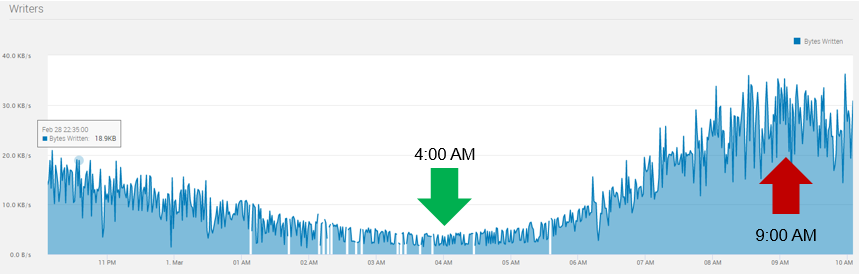 Writers
Bytes Written
40.0 KB/s
30.0 KB/s
Feb 28 22:35:00
Bytes Written: 18.9KB
20.0 KB/s
4:00 AM
10.0 KB/s
9:00 AM
0.0 B/s
11 PM 1. Mar 01 AM 02 AM 03 AM 04 AM 05 AM 06 AM 07 AM 08 AM 09 AM 10 AM